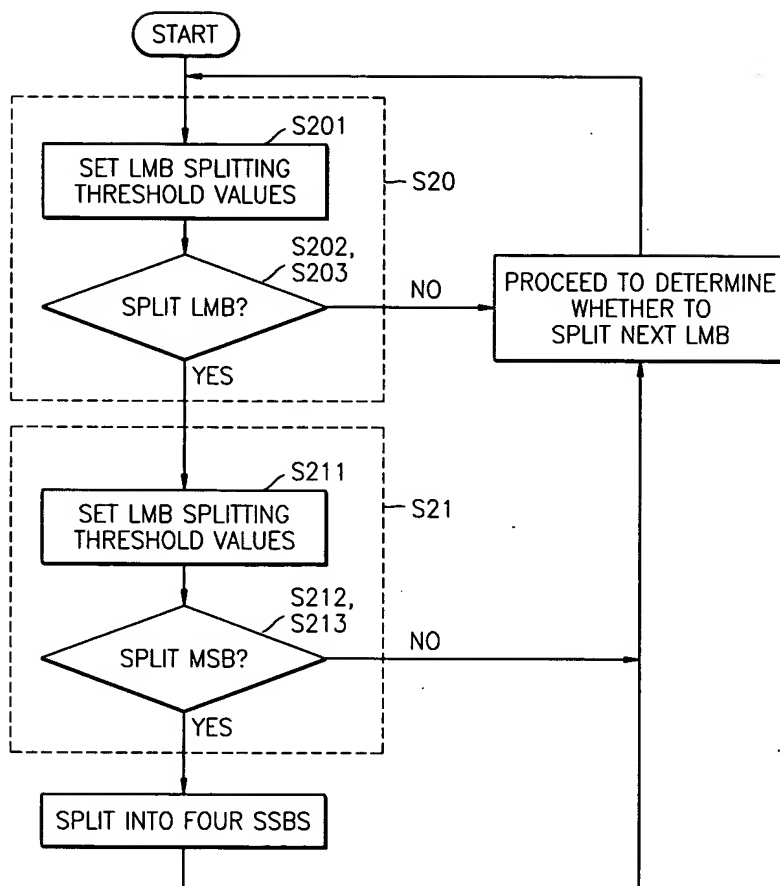 START
S201
SET LMB SPLITTING
THRESHOLD VALUES
S20
S202,
S203
SPLIT LMB?
NO
PROCEED TO DETERMINE
WHETHER TO
SPLIT NEXT LMB
YES
S211
SET LMB SPLITTING
THRESHOLD VALUES
S21
S212,
S213
SPLIT MSB?
NO
YES
SPLIT INTO FOUR SSBS